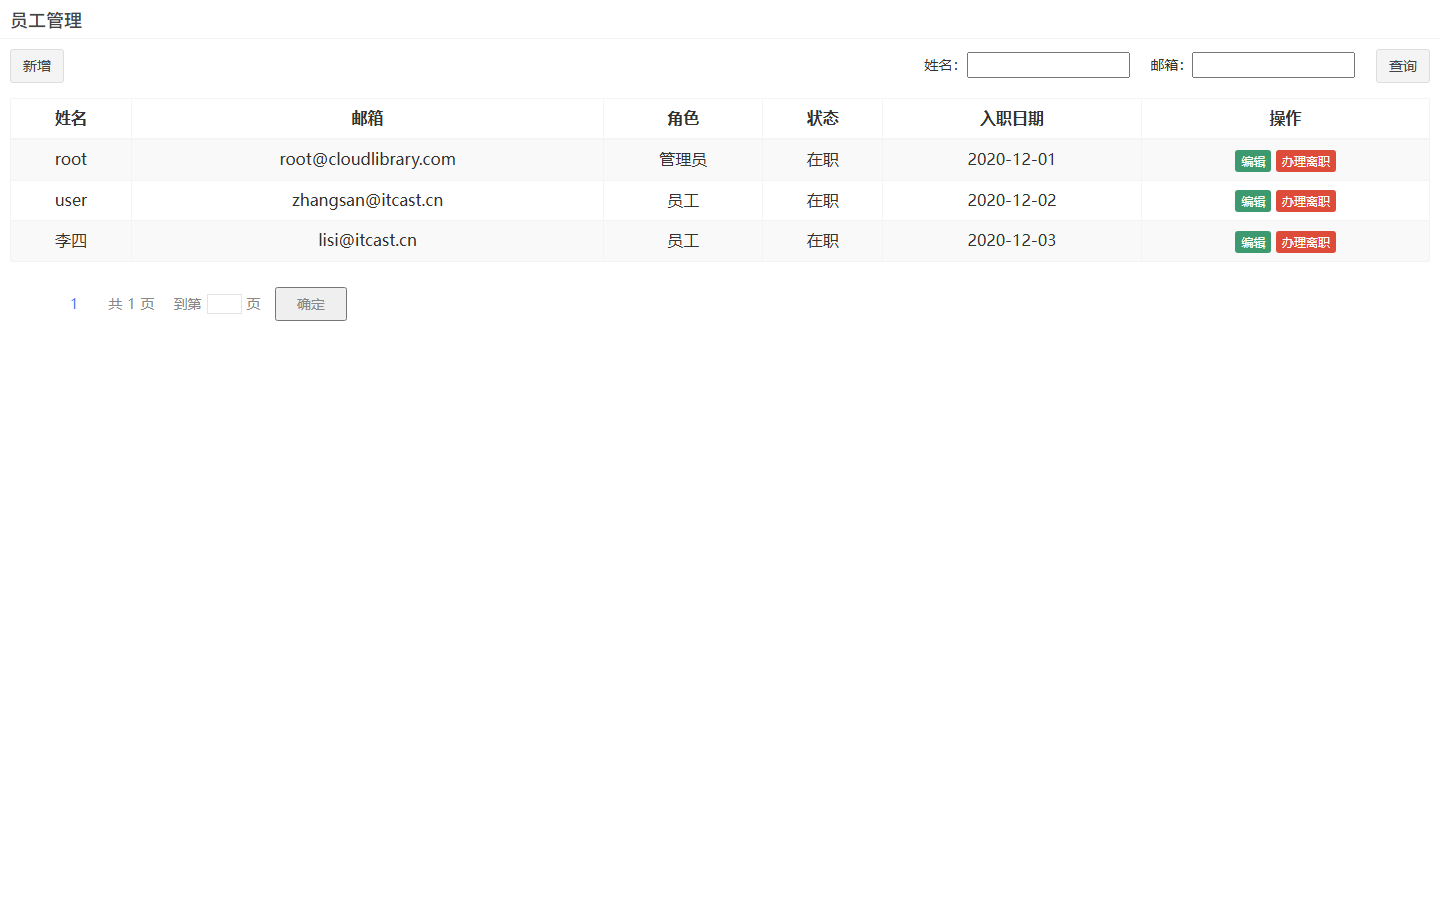 员工管理
新增 姓名： 邮箱： 查询
姓名 邮箱 角色 状态 入职日期 操作
root root@cloudlibrary.com 管理员 在职 2020-12-01 编辑 办理离职
user zhangsan@itcast.cn 员工 在职 2020-12-02 编辑 办理离职
李四 lisi@itcast.cn 员工 在职 2020-12-03 编辑 办理离职
1 共 1 页 到第 页 确定